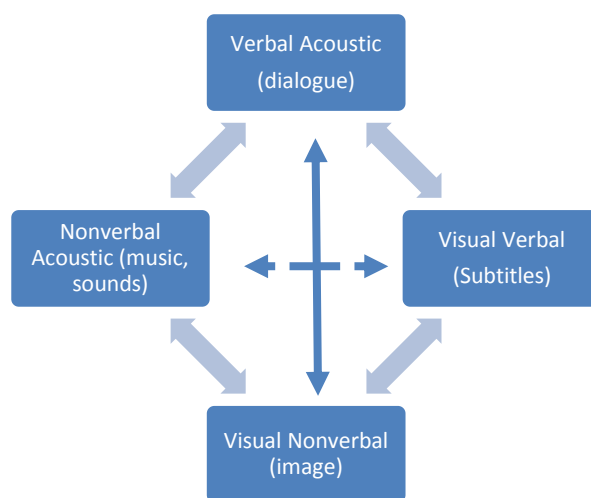 Verbal Acoustic
(dialogue)
Nonverbal
Acoustic (music,
sounds)
Visual Verbal
(Subtitles)
Visual Nonverbal
(image)